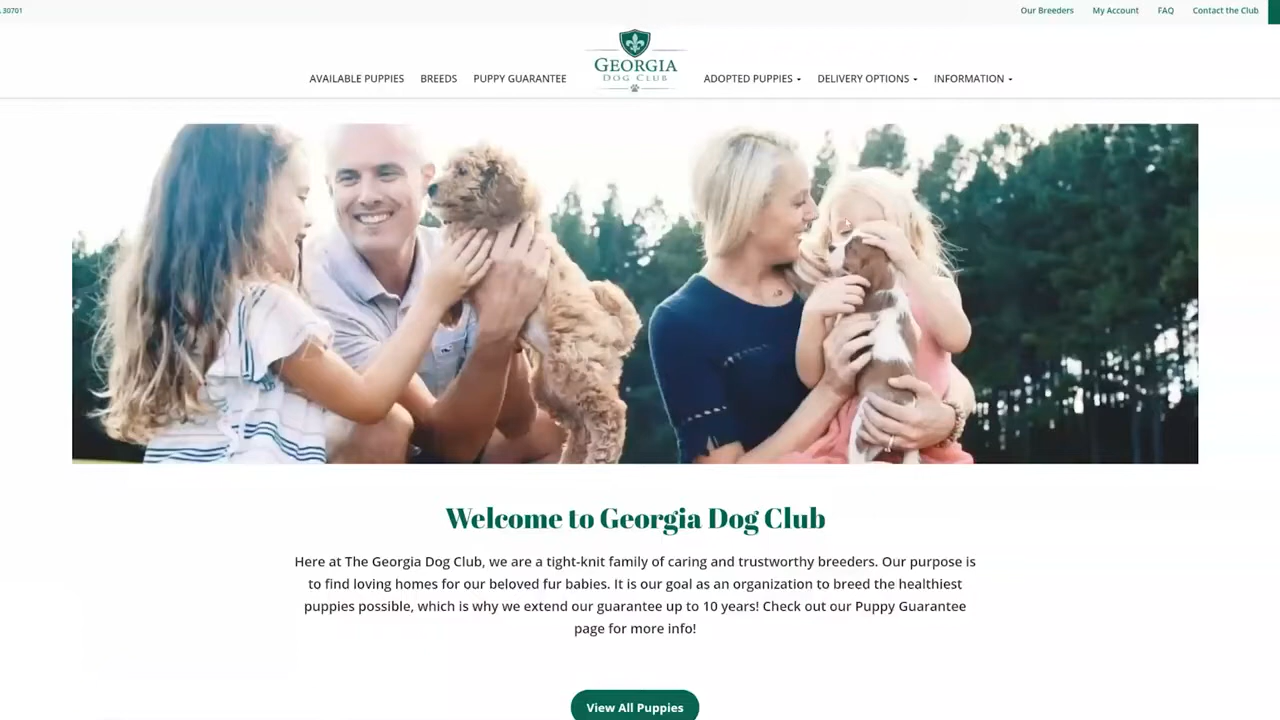 , 30701
Our Breeders
My Account
FAQ
Contact the Club
AVAILABLE PUPPIES
BREEDS
PUPPY GUARANTEE
GEORGIA
DOG CLUB
ADOPTED PUPPIES
DELIVERY OPTIONS
INFORMATION
Welcome to Georgia Dog Club
Here at The Georgia Dog Club, we are a tight-knit family of caring and trustworthy breeders. Our purpose is
to find loving homes for our beloved fur babies. It is our goal as an organization to breed the healthiest
puppies possible, which is why we extend our guarantee up to 10 years! Check out our Puppy Guarantee
page for more info!
View All Puppies